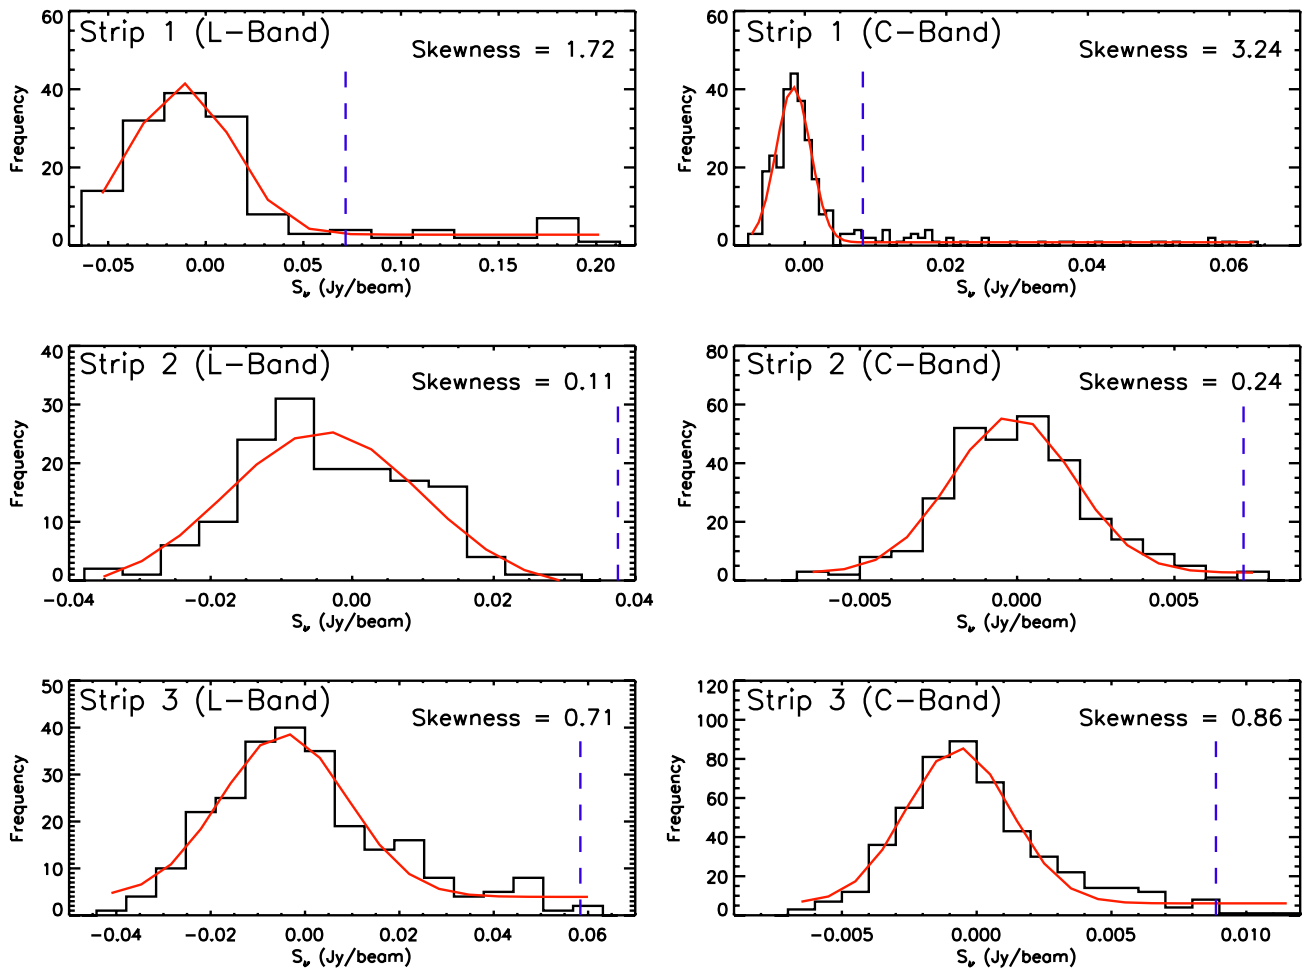 Strip 1 (L-Band)
Skewness = 1.72
Frequency
60
40
20
0
-0.05 0.00 0.05 0.10 0.15 0.20
Sν (Jy/beam)
Strip 1 (C-Band)
Skewness = 3.24
Frequency
60
40
20
0
0.00 0.02 0.04 0.06
Sν (Jy/beam)
Strip 2 (L-Band)
Skewness = 0.11
Frequency
40
30
20
10
0
-0.04 -0.02 0.00 0.02 0.04
Sν (Jy/beam)
Strip 2 (C-Band)
Skewness = 0.24
Frequency
80
60
40
20
0
-0.005 0.000 0.005
Sν (Jy/beam)
Strip 3 (L-Band)
Skewness = 0.71
Frequency
50
40
30
20
10
0
-0.04 -0.02 0.00 0.02 0.04 0.06
Sν (Jy/beam)
Strip 3 (C-Band)
Skewness = 0.86
Frequency
120
100
80
60
40
20
0
-0.005 0.000 0.005 0.010
Sν (Jy/beam)